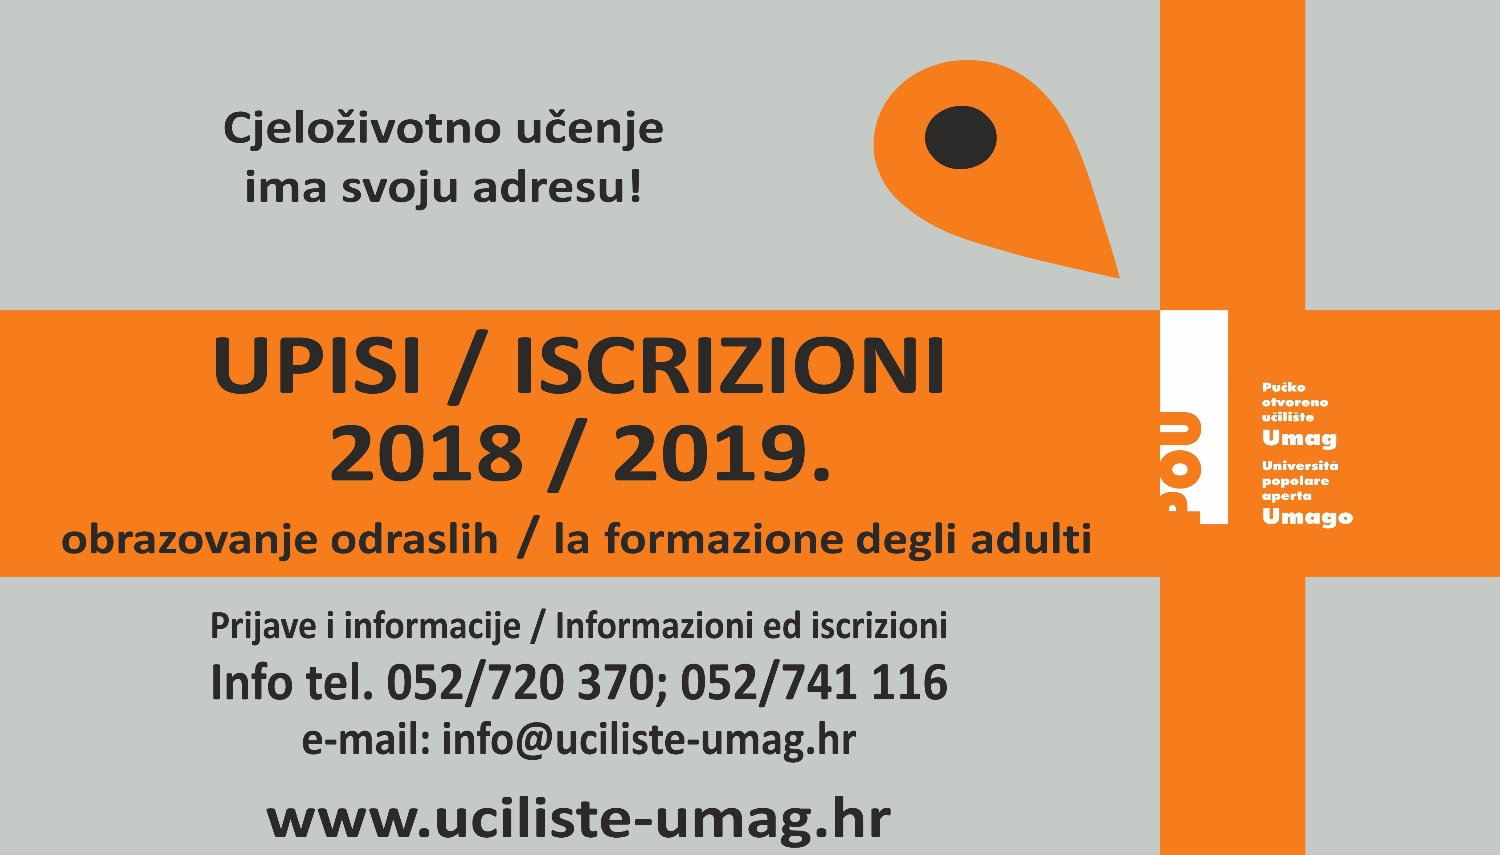 Cjeloživotno učenje
ima svoju adresu!
UPISI / ISCRIZIONI
2018 / 2019.
obrazovanje odraslih / la formazione degli adulti
POU
Pučko
otvoreno
učilište
Umag
Universitá
popolare
aperta
Umago
Prijave i informacije / Informazioni ed iscrizioni
Info tel. 052/720 370; 052/741 116
e-mail: info@uciliste-umag.hr
www.uciliste-umag.hr